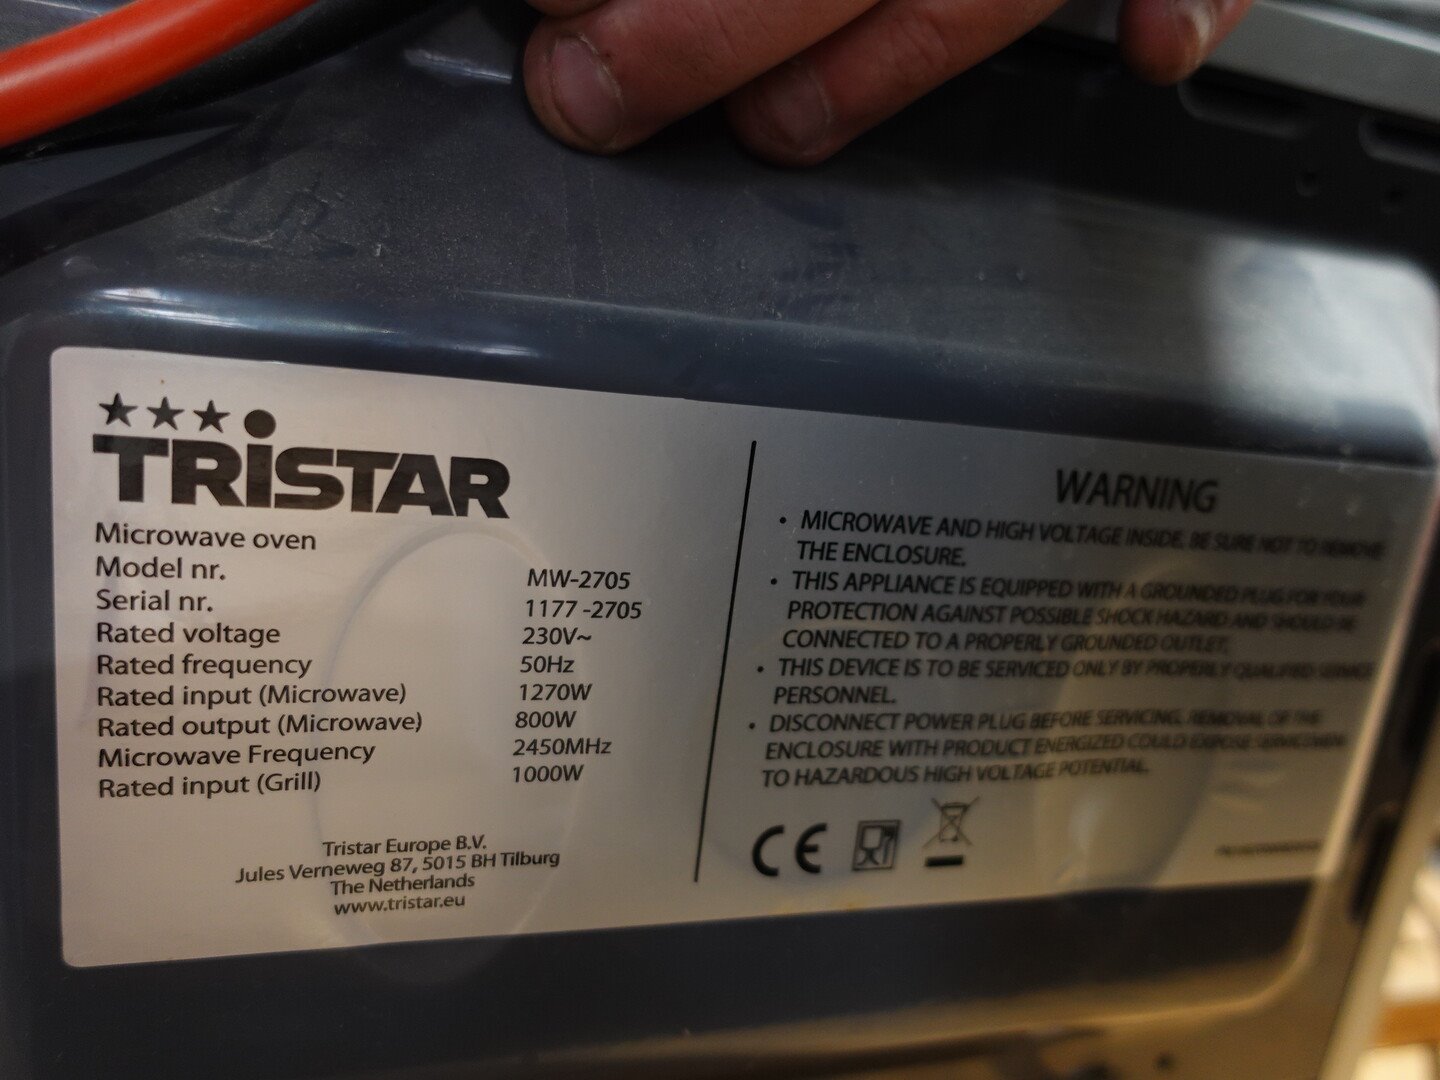 TRiSTAR
Microwave oven
Model nr. MW-2705
Serial nr. 1177 -2705
Rated voltage 230V~
Rated frequency 50Hz
Rated input (Microwave) 1270W
Rated output (Microwave) 800W
Microwave Frequency 2450MHz
Rated input (Grill) 1000W
Tristar Europe B.V.
Jules Verneweg 87, 5015 BH Tilburg
The Netherlands
www.tristar.eu
WARNING
• MICROWAVE AND HIGH VOLTAGE INSIDE. BE SURE NOT TO REMOVE
THE ENCLOSURE.
• THIS APPLIANCE IS EQUIPPED WITH A GROUNDED PLUG FOR YOUR
PROTECTION AGAINST POSSIBLE SHOCK HAZARD AND SHOULD BE
CONNECTED TO A PROPERLY GROUNDED OUTLET.
• THIS DEVICE IS TO BE SERVICED ONLY BY PROPERLY QUALIFIED SERVICE
PERSONNEL.
• DISCONNECT POWER PLUG BEFORE SERVICING. REMOVAL OF THE
ENCLOSURE WITH PRODUCT ENERGIZED COULD EXPOSE SERVICEMEN
TO HAZARDOUS HIGH VOLTAGE POTENTIAL.
CE